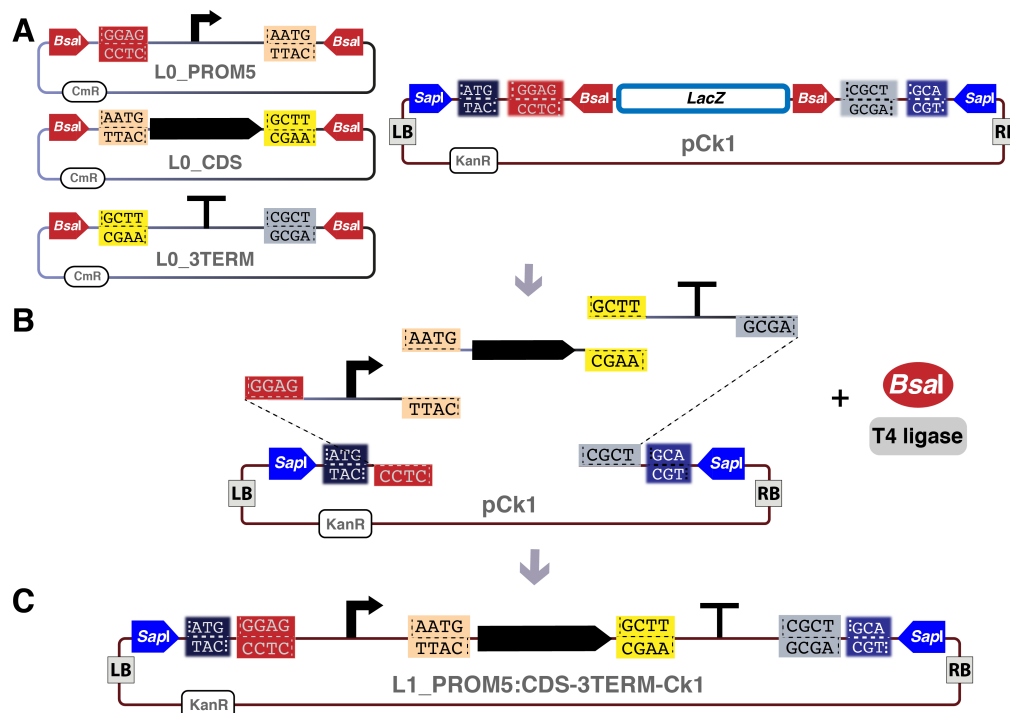 A
BsaI GGAG AATG BsaI
CCTC TTAC
L0_PROM5
CmR
BsaI AATG GCTT BsaI
TTAC CGAA
L0_CDS
CmR
BsaI GCTT CGCT BsaI
CGAA GCGA
L0_3TERM
CmR
SapI ATG GGAG BsaI LacZ BsaI CGCT GCA SapI
TAC CCTC GCGA CGT
LB pCk1
KanR
B
GCTT
GCGA
AATG
CGAA
GGAG
TTAC
+ BsaI
T4 ligase
SapI ATG CGCT GCA SapI
TAC CCTC CGT
LB pCk1 RB
KanR
C
SapI ATG GGAG AATG GCTT CGCT GCA SapI
TAC CCTC TTAC CGAA GCGA CGT
LB L1_PROM5:CDS-3TERM-Ck1 RB
KanR